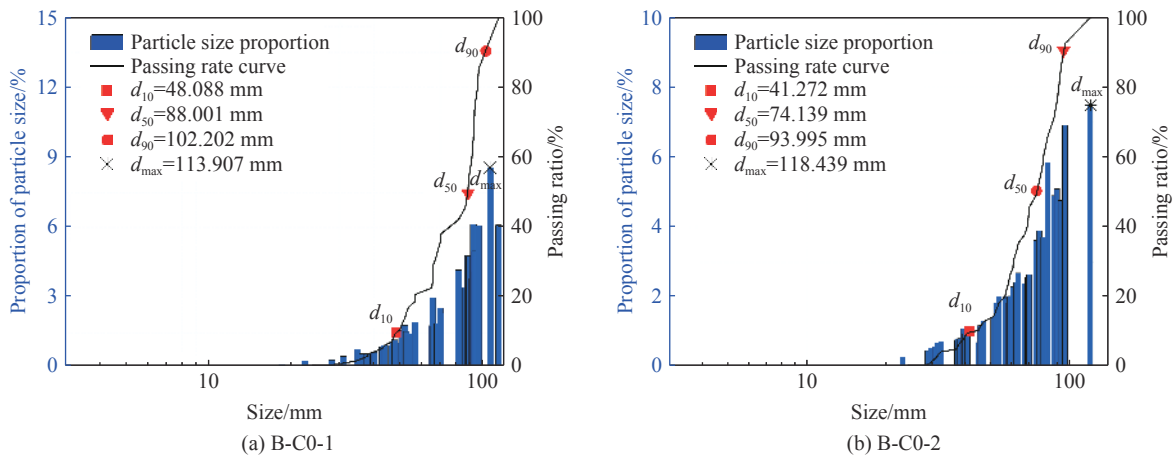 15
12
9
6
3
0
Proportion of particle size/%
Particle size proportion
Passing rate curve
d10=48.088 mm
d50=88.001 mm
d90=102.202 mm
dmax=113.907 mm
d90
d50
dmax
d10
100
80
60
40
20
0
Passing ratio/%
10
100
Size/mm
(a) B-C0-1
10
8
6
4
2
0
Proportion of particle size/%
Particle size proportion
Passing rate curve
d10=41.272 mm
d50=74.139 mm
d90=93.995 mm
dmax=118.439 mm
d90
dmax
d50
d10
100
80
60
40
20
0
Passing ratio/%
10
100
Size/mm
(b) B-C0-2